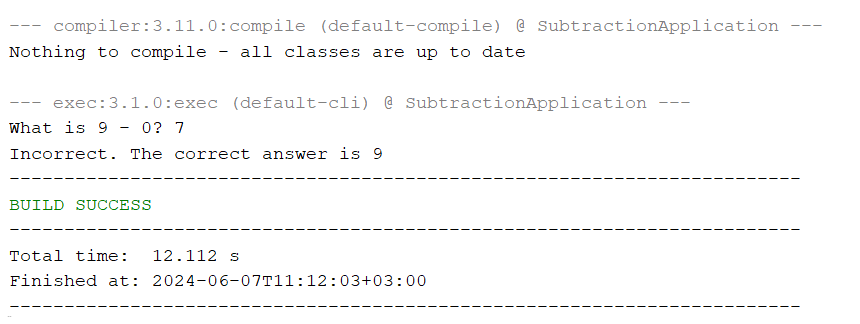 --- compiler:3.11.0:compile (default-compile) @ SubtractionApplication ---
Nothing to compile - all classes are up to date
--- exec:3.1.0:exec (default-cli) @ SubtractionApplication ---
What is 9 - 0? 7
Incorrect. The correct answer is 9
------------------------------------------------------------------------
BUILD SUCCESS
------------------------------------------------------------------------
Total time:  12.112 s
Finished at: 2024-06-07T11:12:03+03:00
------------------------------------------------------------------------